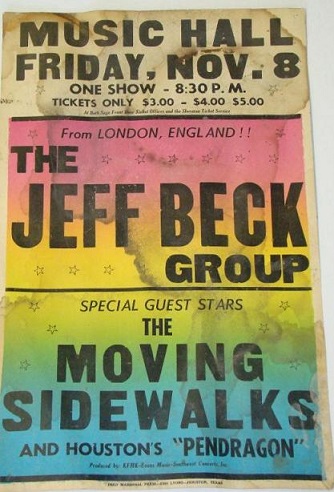 MUSIC HALL
FRIDAY, NOV. 8
ONE SHOW - 8:30 P.M.
TICKETS ONLY $3.00 - $4.00 $5.00
From LONDON, ENGLAND!!
THE
JEFF BECK
GROUP
SPECIAL GUEST STARS
THE
MOVING
SIDEWALKS
AND HOUSTON'S "PENDRAGON"